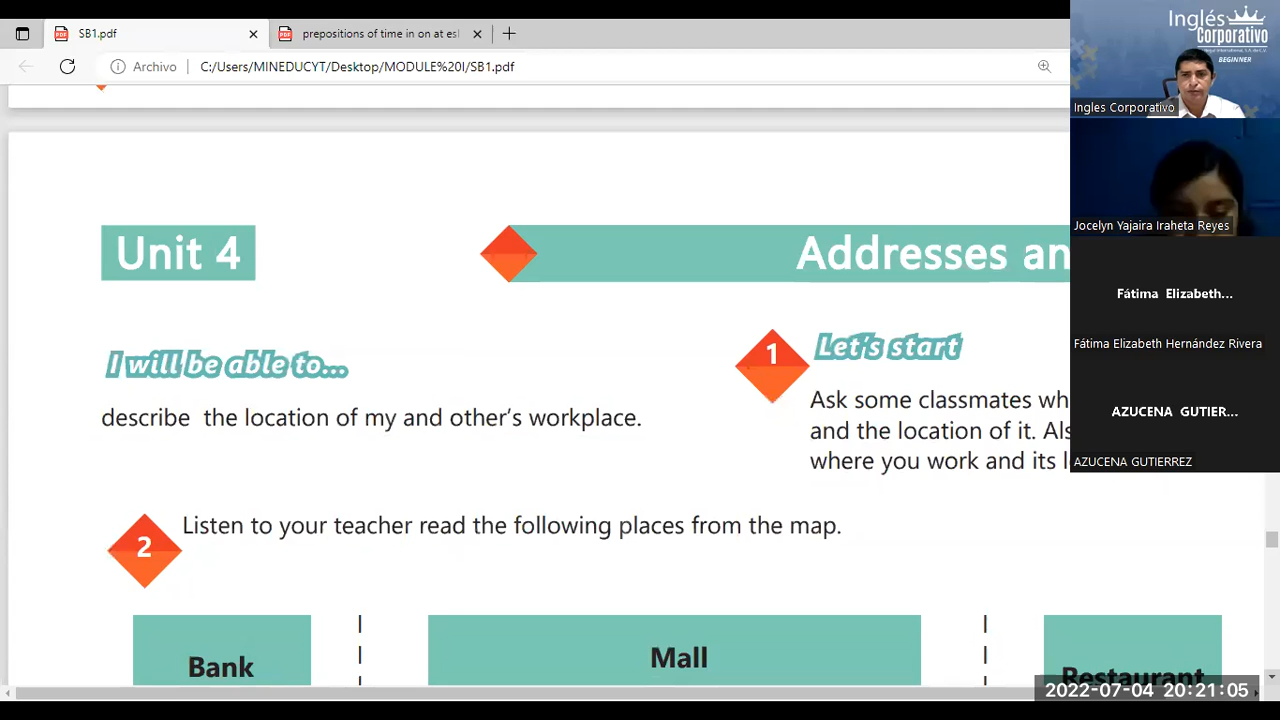 SB1.pdf
prepositions of time in on at esl
Archivo
C:/Users/MINEDUCYT/Desktop/MODULE%20I/SB1.pdf
Unit 4
Addresses an
I will be able to...
describe the location of my and other's workplace.
1
Let's start
Ask some classmates wh
and the location of it. Als
where you work and its l
2
Listen to your teacher read the following places from the map.
Bank
Mall
Restaurant
Inglés
Corporativo
BEGINNER
Ingles Corporativo
Jocelyn Yajaira Iraheta Reyes
Fátima Elizabeth...
Fátima Elizabeth Hernández Rivera
AZUCENA GUTIER...
AZUCENA GUTIERREZ
2022-07-04 20:21:05